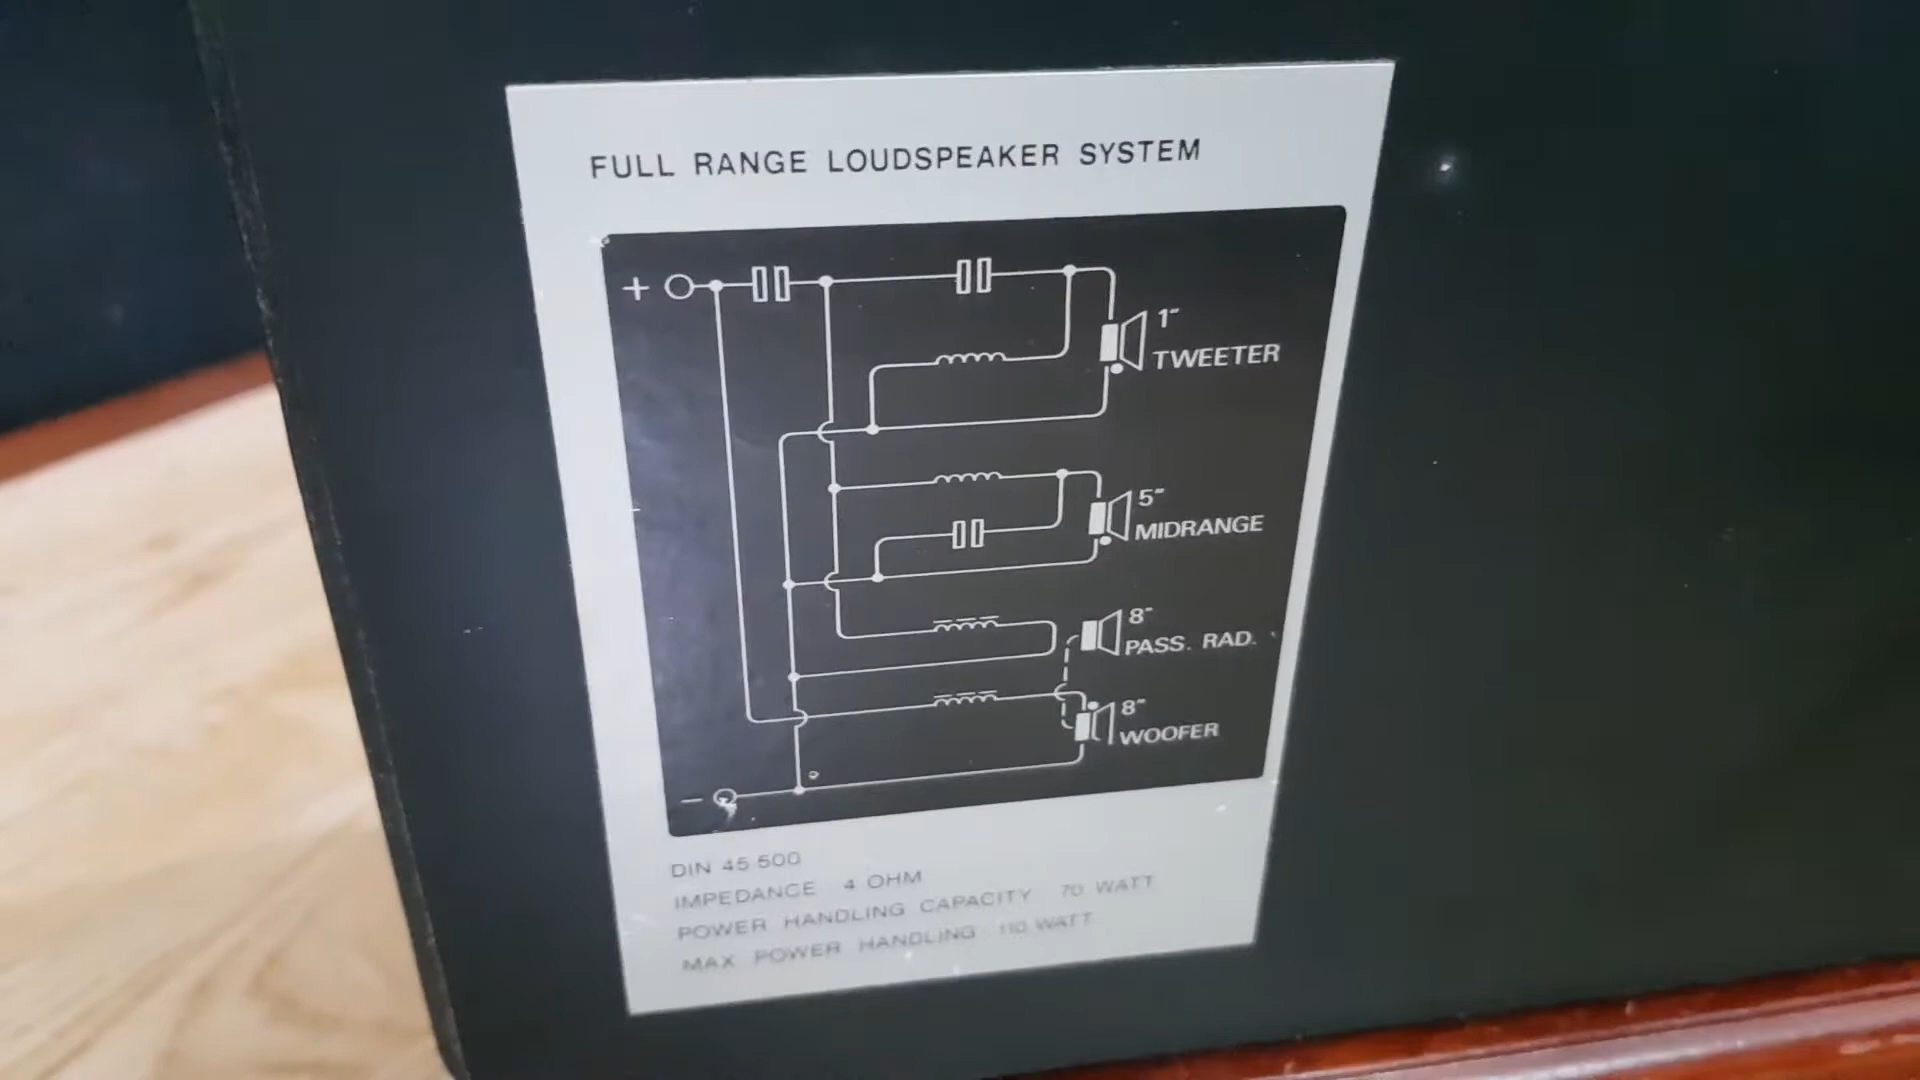 FULL RANGE LOUDSPEAKER SYSTEM
+
1"
TWEETER
5"
MIDRANGE
8"
PASS. RAD.
8"
WOOFER
−
DIN 45 500
IMPEDANCE 4 OHM
POWER HANDLING CAPACITY 70 WATT
MAX POWER HANDLING 110 WATT